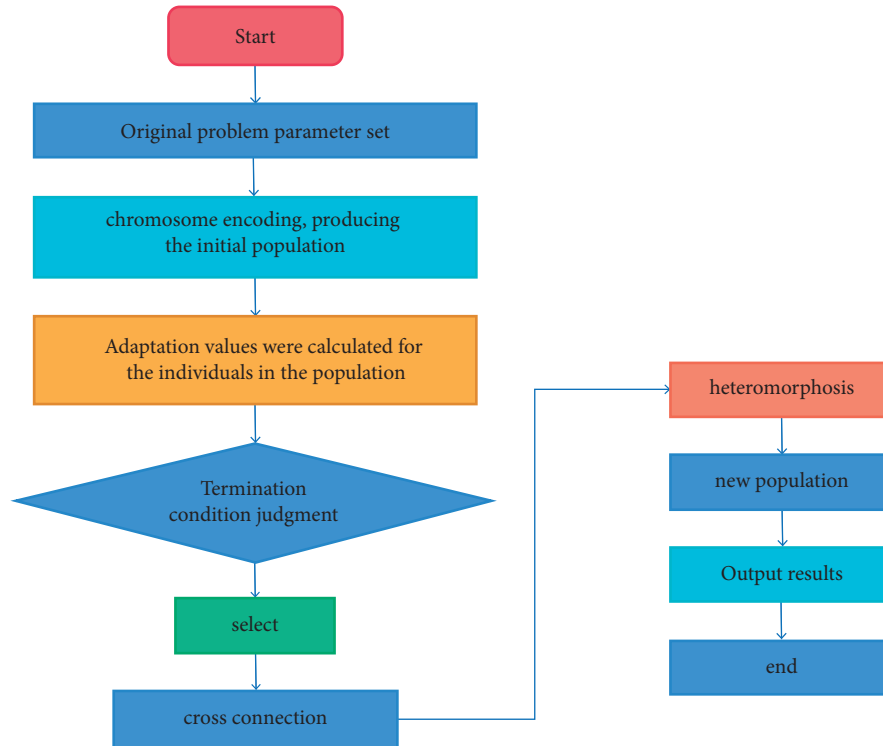 Start
Original problem parameter set
chromosome encoding, producing
the initial population
Adaptation values were calculated for
the individuals in the population
Termination
condition judgment
select
cross connection
heteromorphosis
new population
Output results
end